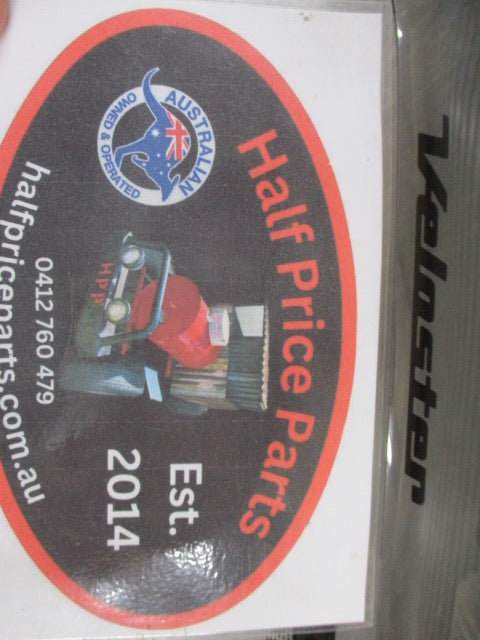 Veloster
Half Price Parts
AUSTRALIAN
OWNED & OPERATED
Hpp
Est.
2014
0412 760 479
halfpriceparts.com.au